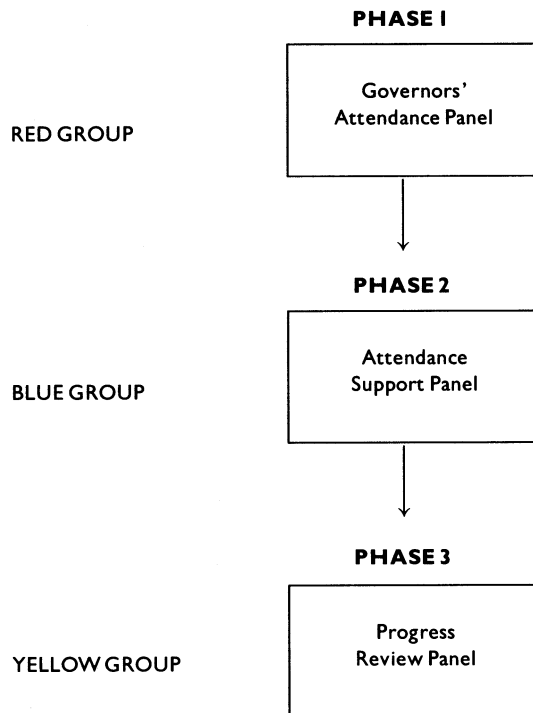 PHASE 1
Governors'
Attendance Panel
RED GROUP
PHASE 2
Attendance
Support Panel
BLUE GROUP
PHASE 3
Progress
Review Panel
YELLOW GROUP